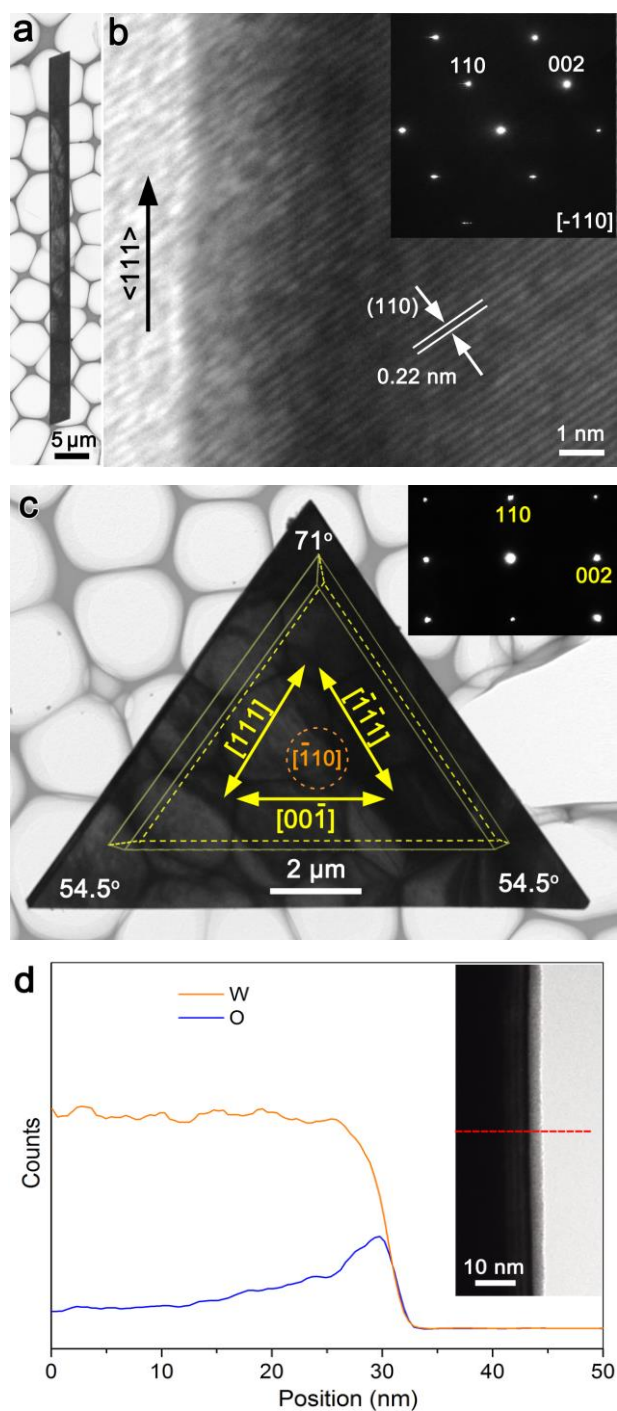 a
5 μm
b
<111>
110
002
[-110]
(110)
0.22 nm
1 nm
c
71°
110
002
[111]
[1̄1̄1]
[1̄10]
[001̄]
2 μm
54.5°
54.5°
d
W
O
Counts
10 nm
0
10
20
30
40
50
Position (nm)